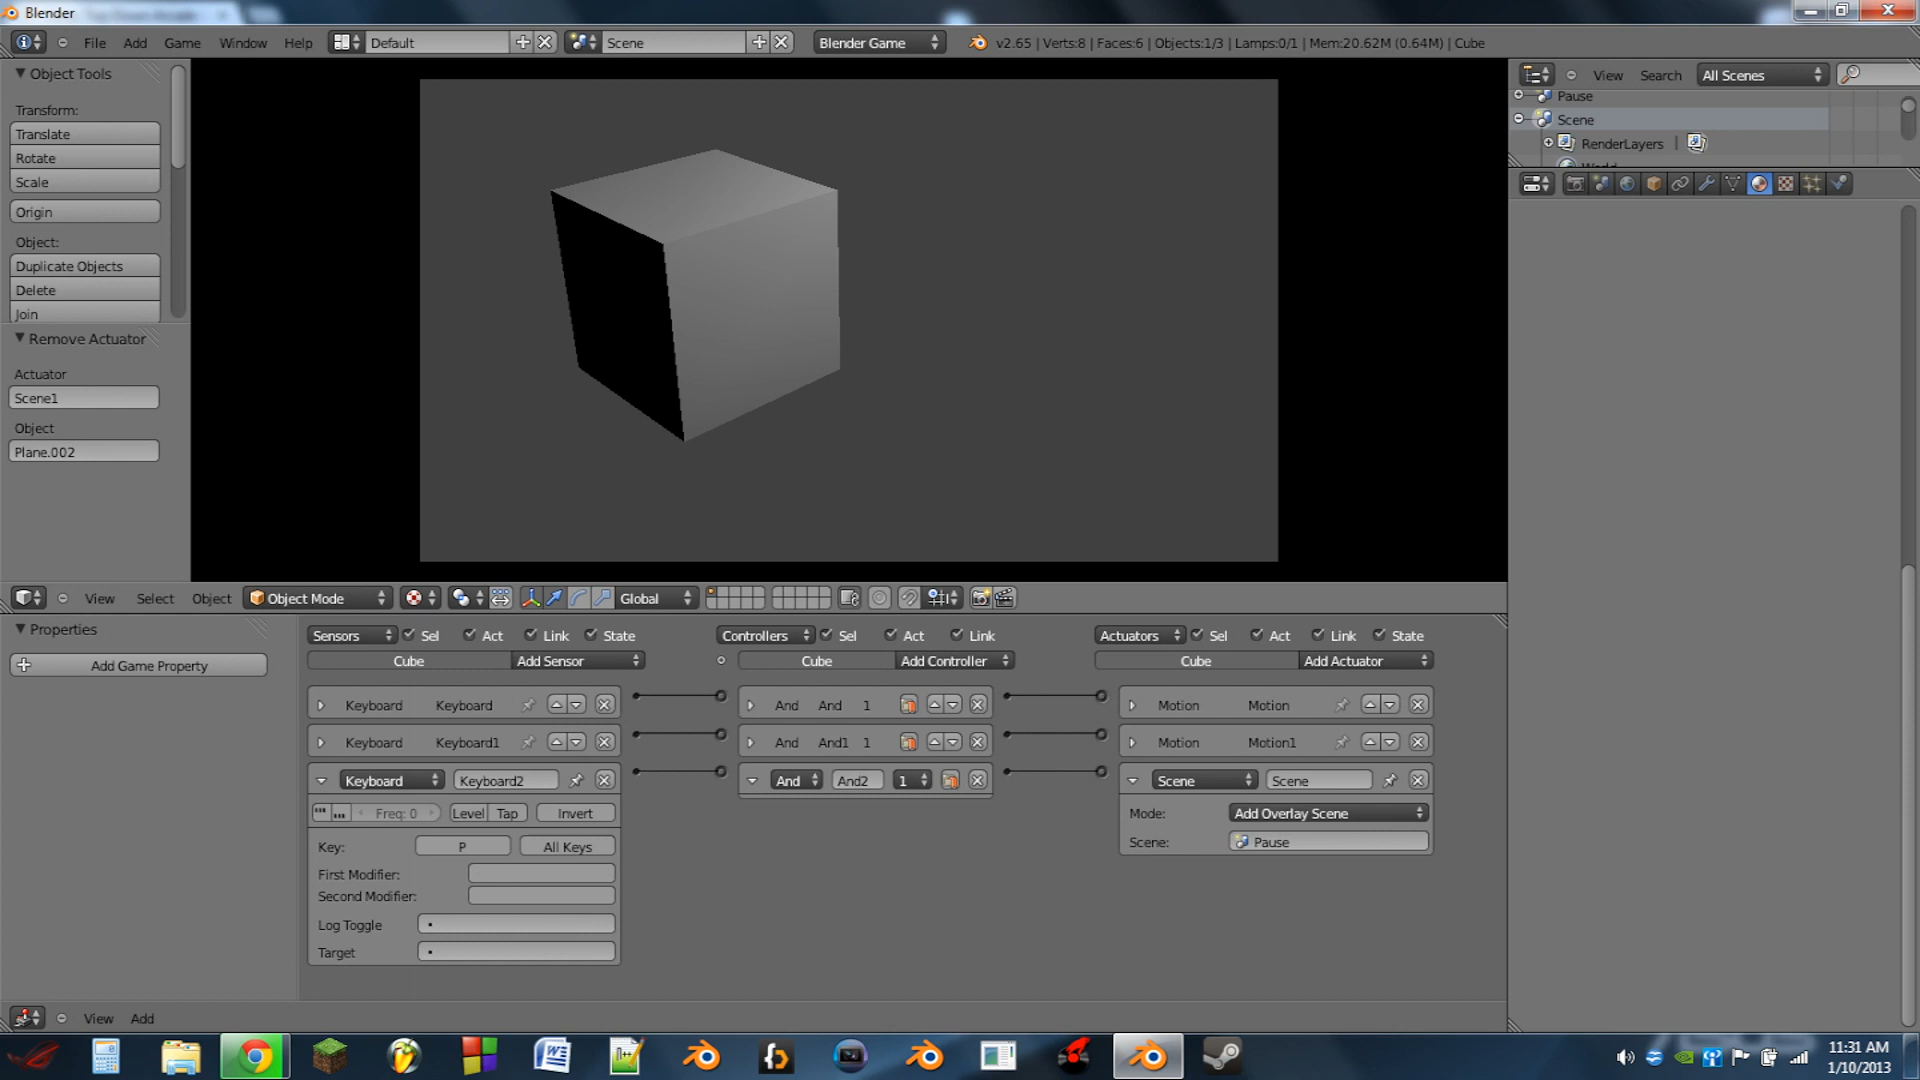 Blender
File Add Game Window Help Default Scene Blender Game v2.65 | Verts:8 | Faces:6 | Objects:1/3 | Lamps:0/1 | Mem:20.62M (0.64M) | Cube
Object Tools
Transform:
Translate
Rotate
Scale
Origin
Object:
Duplicate Objects
Delete
Join
Remove Actuator
Actuator
Scene1
Object
Plane.002
View Search All Scenes
Pause
Scene
RenderLayers
World
View Select Object Object Mode Global
Properties
Add Game Property
Sensors Sel Act Link State Controllers Sel Act Link Actuators Sel Act Link State
Cube Add Sensor Cube Add Controller Cube Add Actuator
Keyboard Keyboard And And 1 Motion Motion
Keyboard Keyboard1 And And1 1 Motion Motion1
Keyboard Keyboard2 And And2 1 Scene Scene
Freq: 0 Level Tap Invert Mode: Add Overlay Scene
Key: P All Keys Scene: Pause
First Modifier:
Second Modifier:
Log Toggle
Target
View Add
11:31 AM
1/10/2013